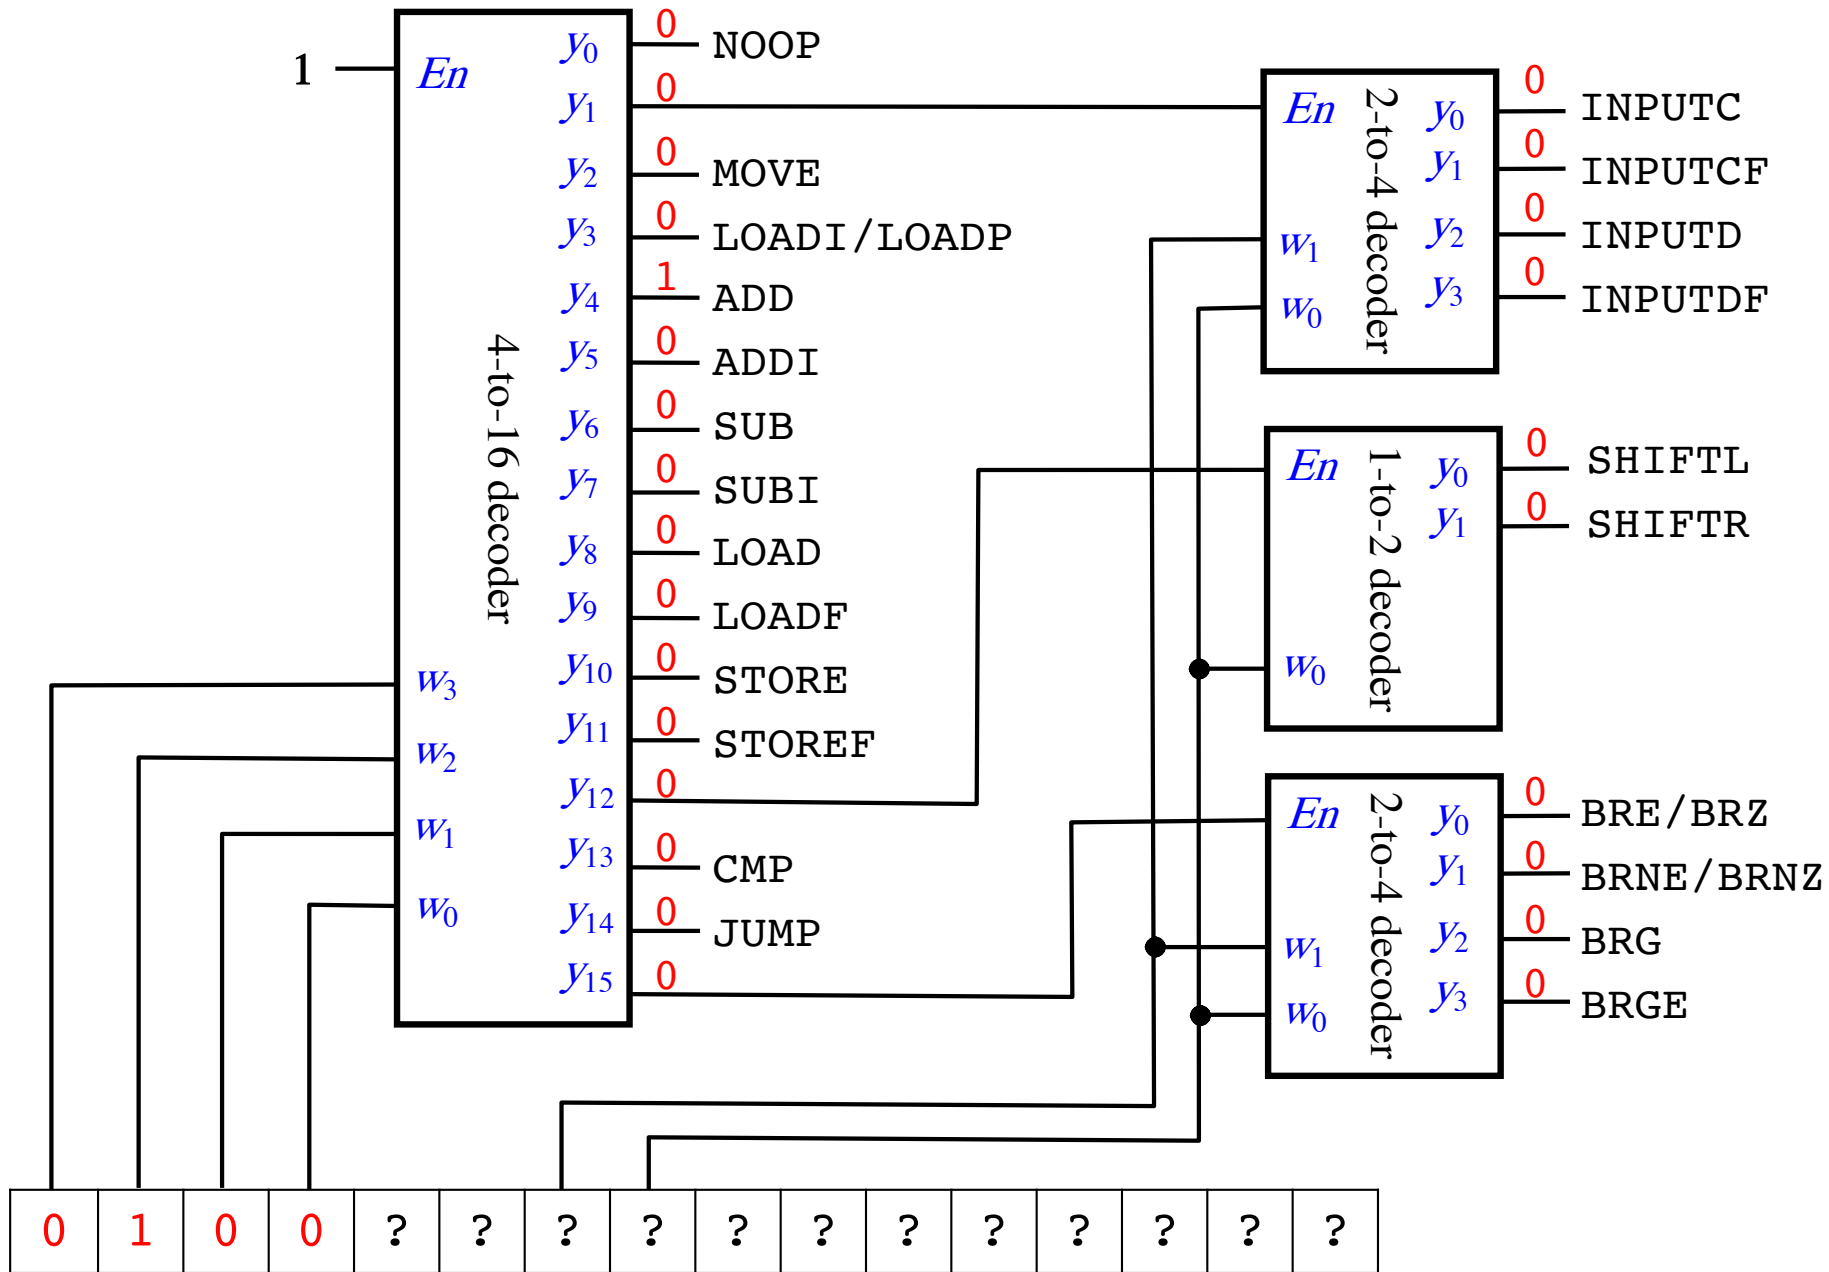 1
En
4-to-16 decoder
w3
w2
w1
w0
y0 0 NOOP
y1 0
y2 0 MOVE
y3 0 LOADI/LOADP
y4 1 ADD
y5 0 ADDI
y6 0 SUB
y7 0 SUBI
y8 0 LOAD
y9 0 LOADF
y10 0 STORE
y11 0 STOREF
y12 0
y13 0 CMP
y14 0 JUMP
y15 0
En
w1
w0
2-to-4 decoder
y0 0 INPUTC
y1 0 INPUTCF
y2 0 INPUTD
y3 0 INPUTDF
En
w0
1-to-2 decoder
y0 0 SHIFTL
y1 0 SHIFTR
En
w1
w0
2-to-4 decoder
y0 0 BRE/BRZ
y1 0 BRNE/BRNZ
y2 0 BRG
y3 0 BRGE
0 1 0 0 ? ? ? ? ? ? ? ? ? ? ? ?